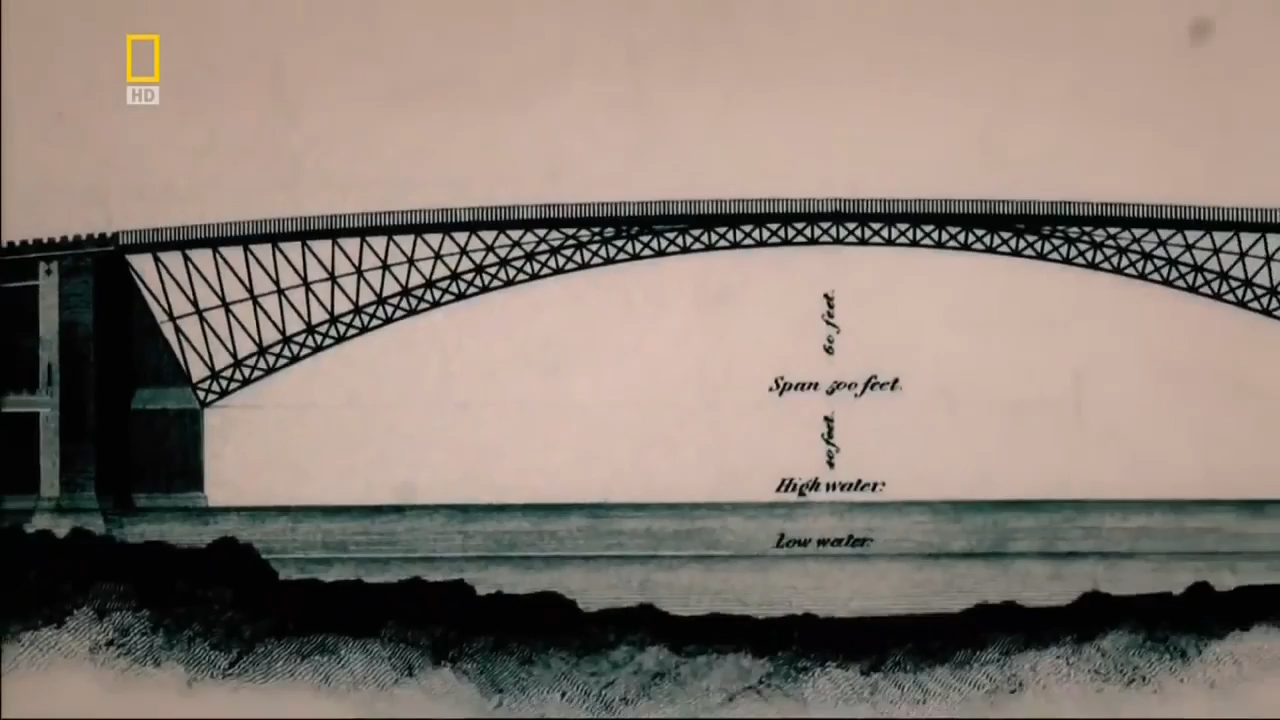 HD
60 feet.
Span 500 feet.
40 feet.
High water.
Low water.